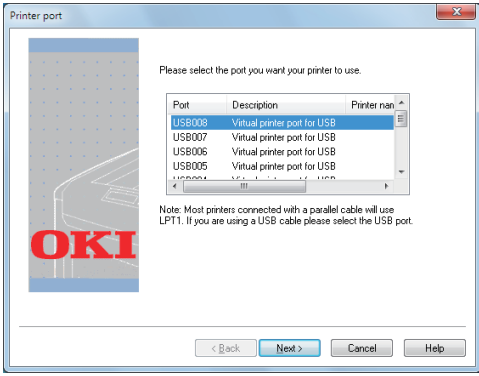 Printer port
Please select the port you want your printer to use.
Port Description Printer nan
USB008 Virtual printer port for USB
USB007 Virtual printer port for USB
USB006 Virtual printer port for USB
USB005 Virtual printer port for USB
Note: Most printers connected with a parallel cable will use
LPT1. If you are using a USB cable please select the USB port.
OKI
< Back Next > Cancel Help